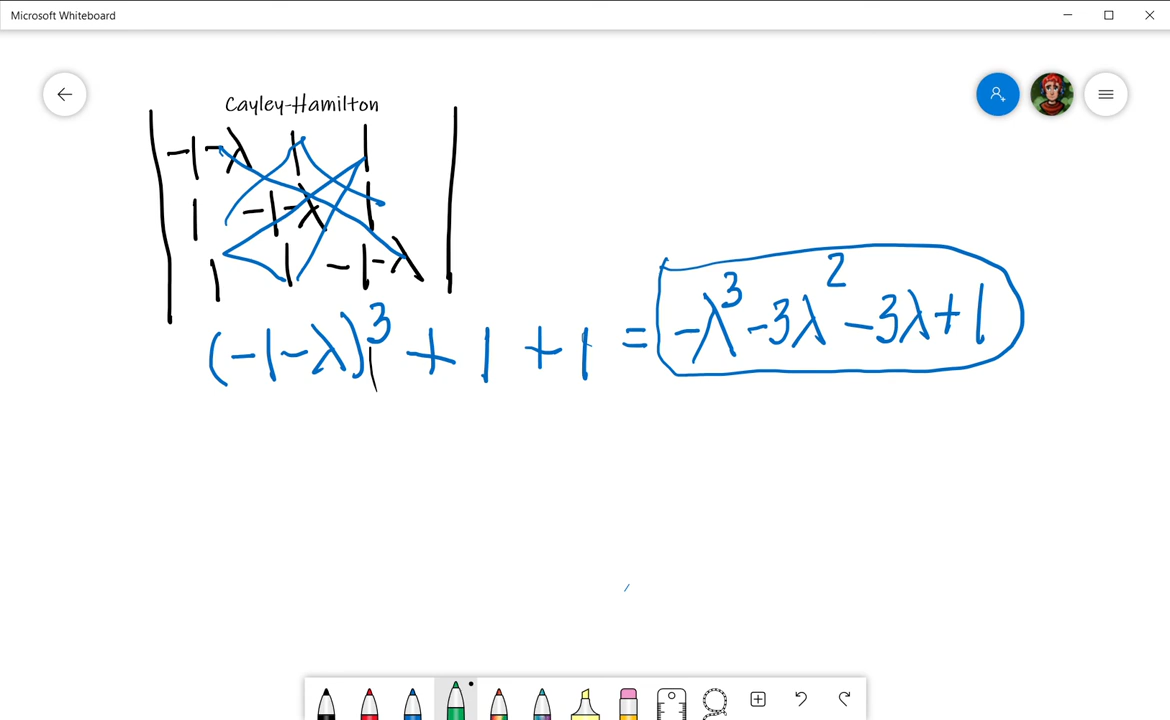 Microsoft Whiteboard
Cayley-Hamilton
-1-λ 1 1
1 -1-λ 1
1 1 -1-λ
(-1-λ)³ + 1 + 1 = -λ³-3λ²-3λ+1